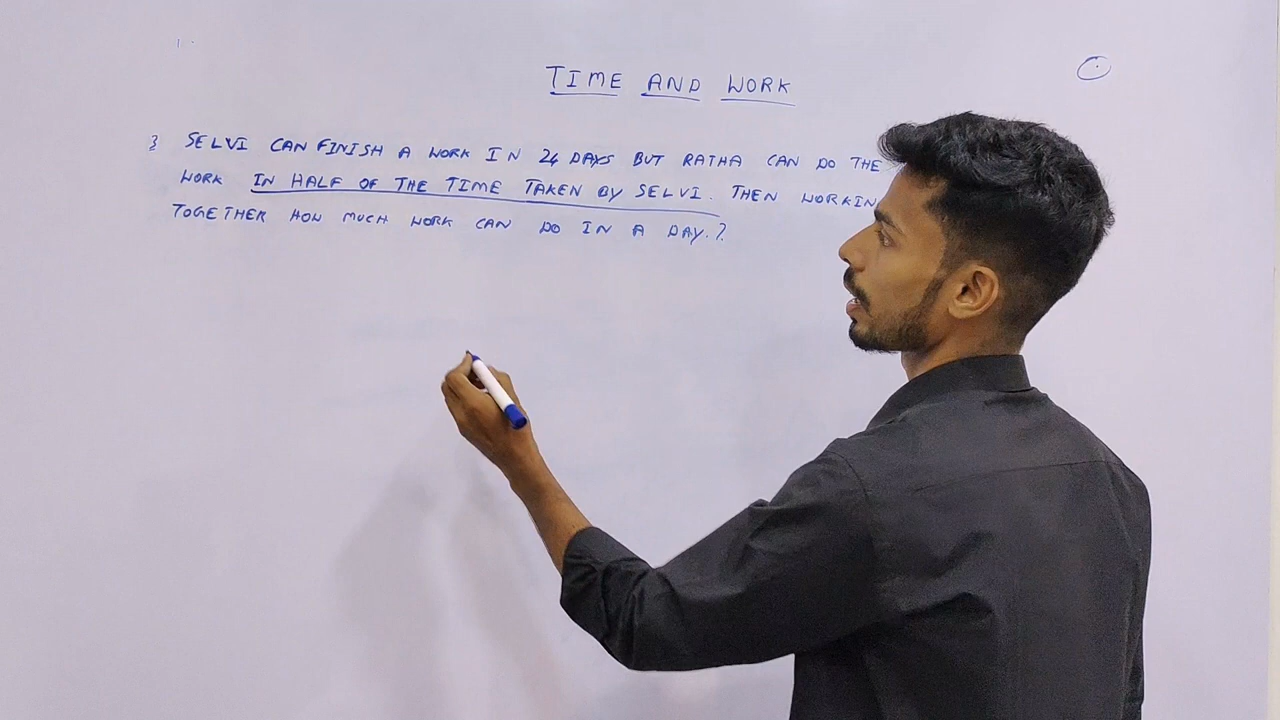 TIME AND WORK
3 SELVI CAN FINISH A WORK IN 24 DAYS BUT RATHA CAN DO THE
WORK IN HALF OF THE TIME TAKEN BY SELVI. THEN WORKIN
TOGETHER HOW MUCH WORK CAN DO IN A DAY.?